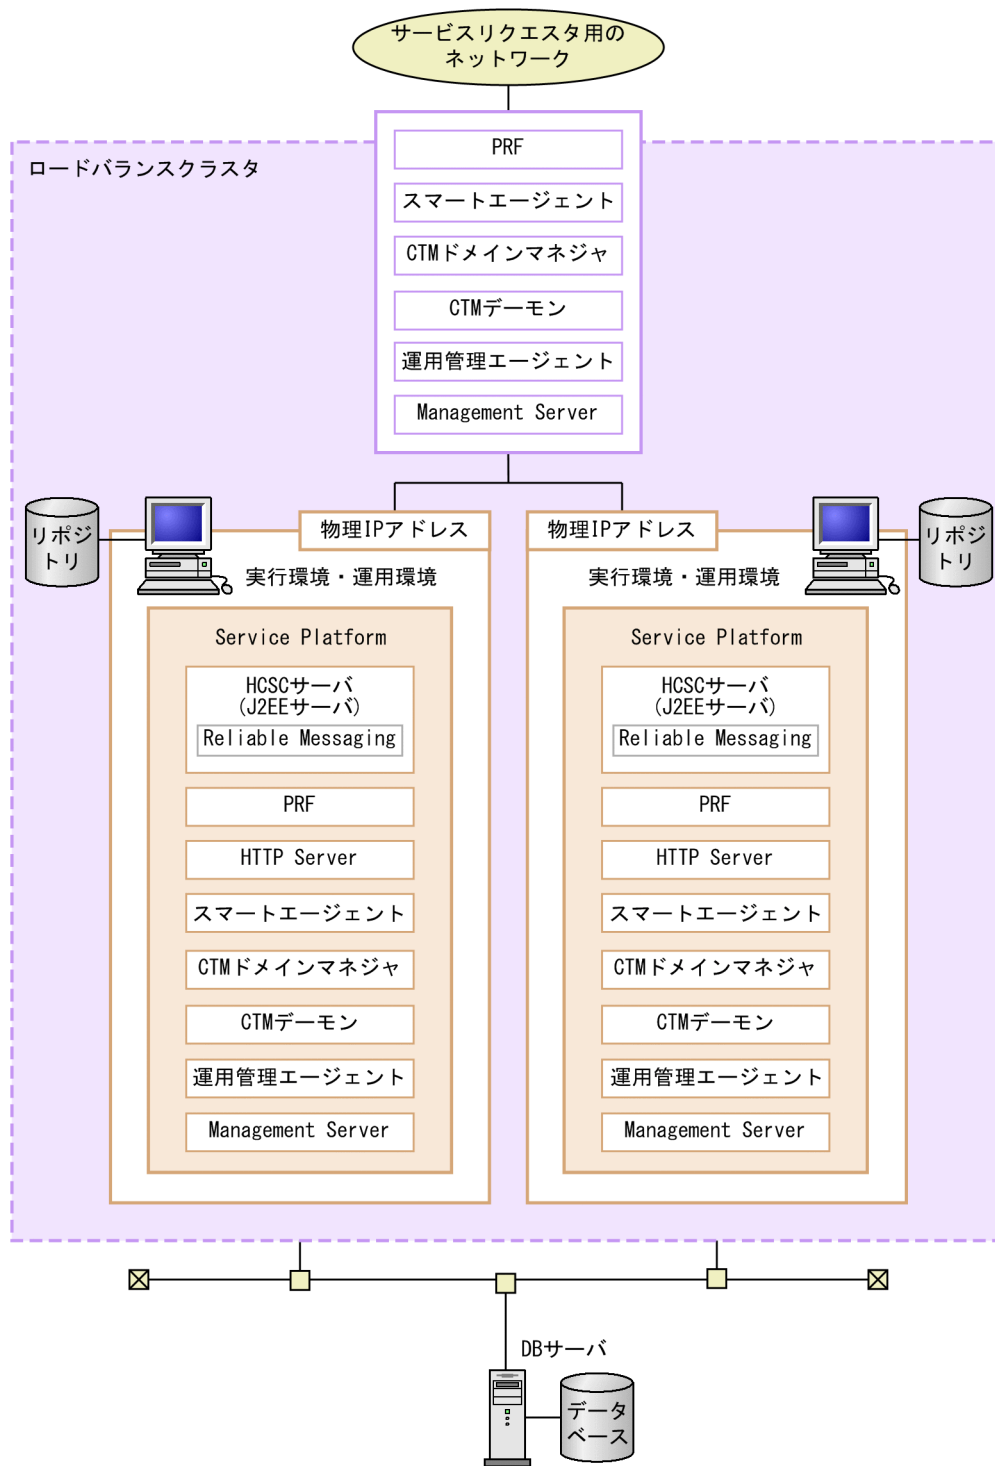 サービスリクエスタ用の
ネットワーク
ロードバランスクラスタ
PRF
スマートエージェント
CTMドメインマネジャ
CTMデーモン
運用管理エージェント
Management Server
リポジ
トリ
物理IPアドレス
実行環境・運用環境
Service Platform
HCSCサーバ
(J2EEサーバ)
Reliable Messaging
PRF
HTTP Server
スマートエージェント
CTMドメインマネジャ
CTMデーモン
運用管理エージェント
Management Server
物理IPアドレス
リポジ
トリ
実行環境・運用環境
Service Platform
HCSCサーバ
(J2EEサーバ)
Reliable Messaging
PRF
HTTP Server
スマートエージェント
CTMドメインマネジャ
CTMデーモン
運用管理エージェント
Management Server
DBサーバ
データ
ベース